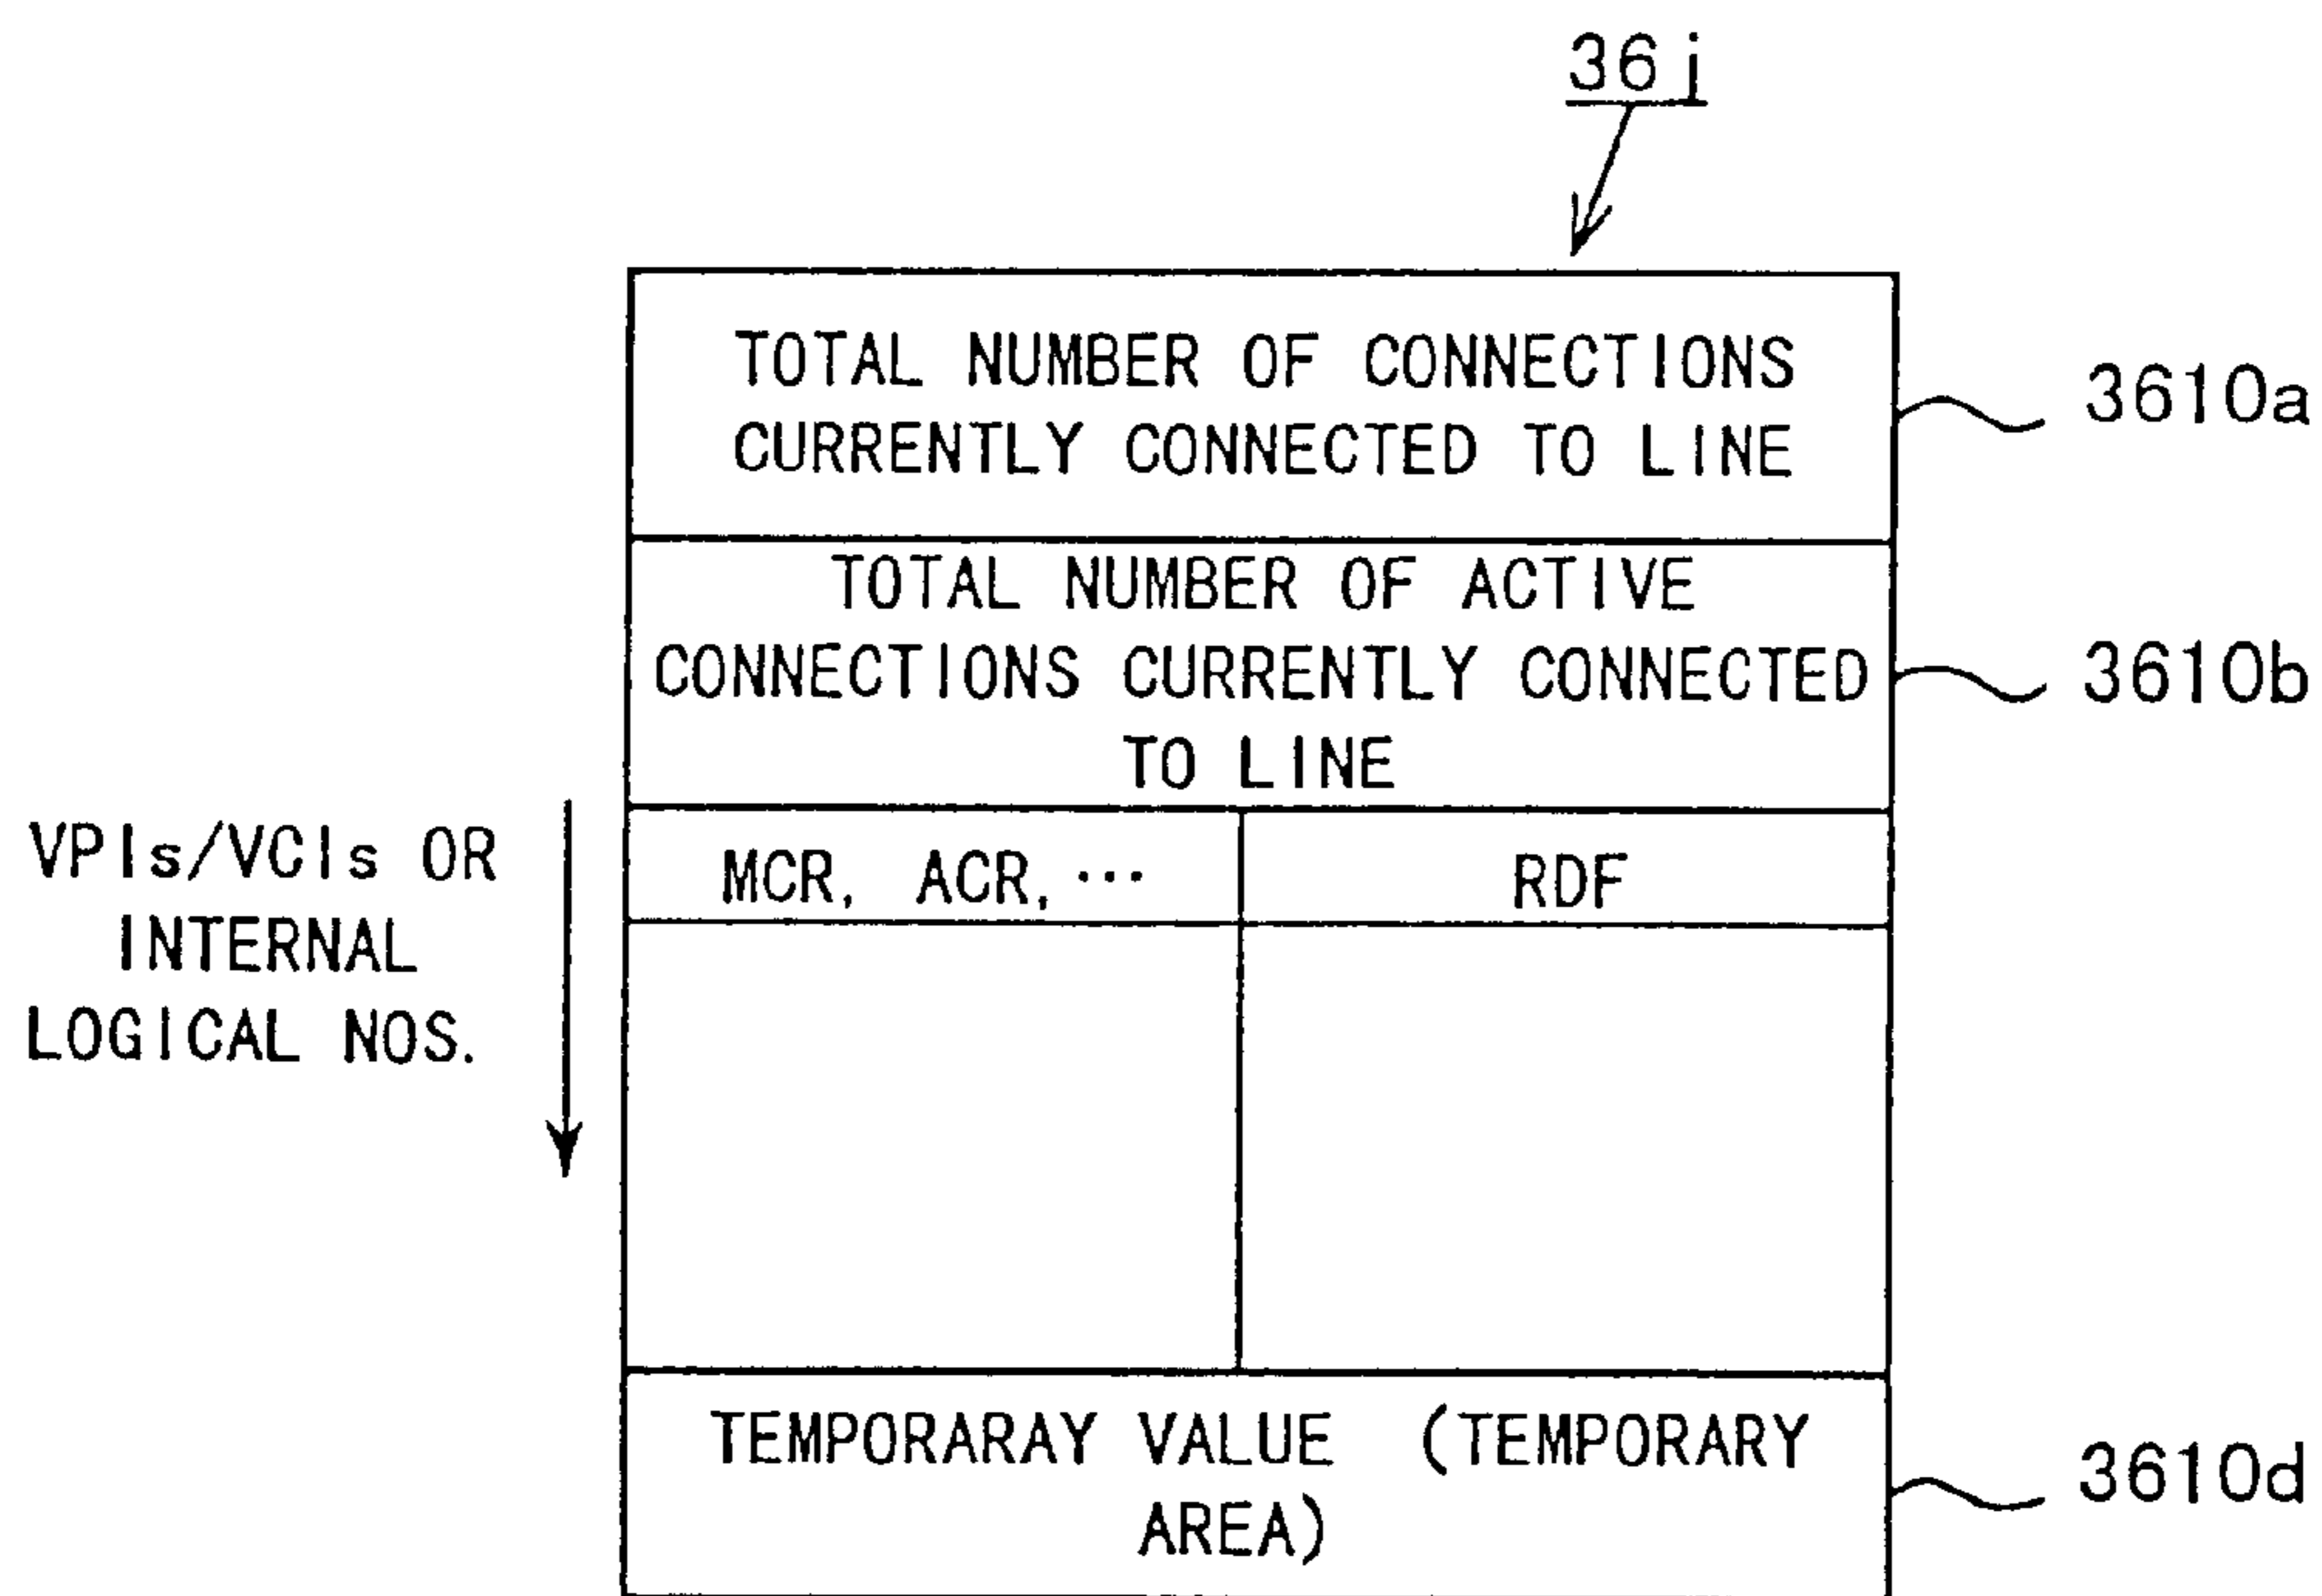 36j
TOTAL NUMBER OF CONNECTIONS
CURRENTLY CONNECTED TO LINE
3610a
TOTAL NUMBER OF ACTIVE
CONNECTIONS CURRENTLY CONNECTED
TO LINE
3610b
VPIs/VCIs OR
INTERNAL
LOGICAL NOS.
MCR, ACR, ···
RDF
TEMPORARAY VALUE (TEMPORARY
AREA)
3610d